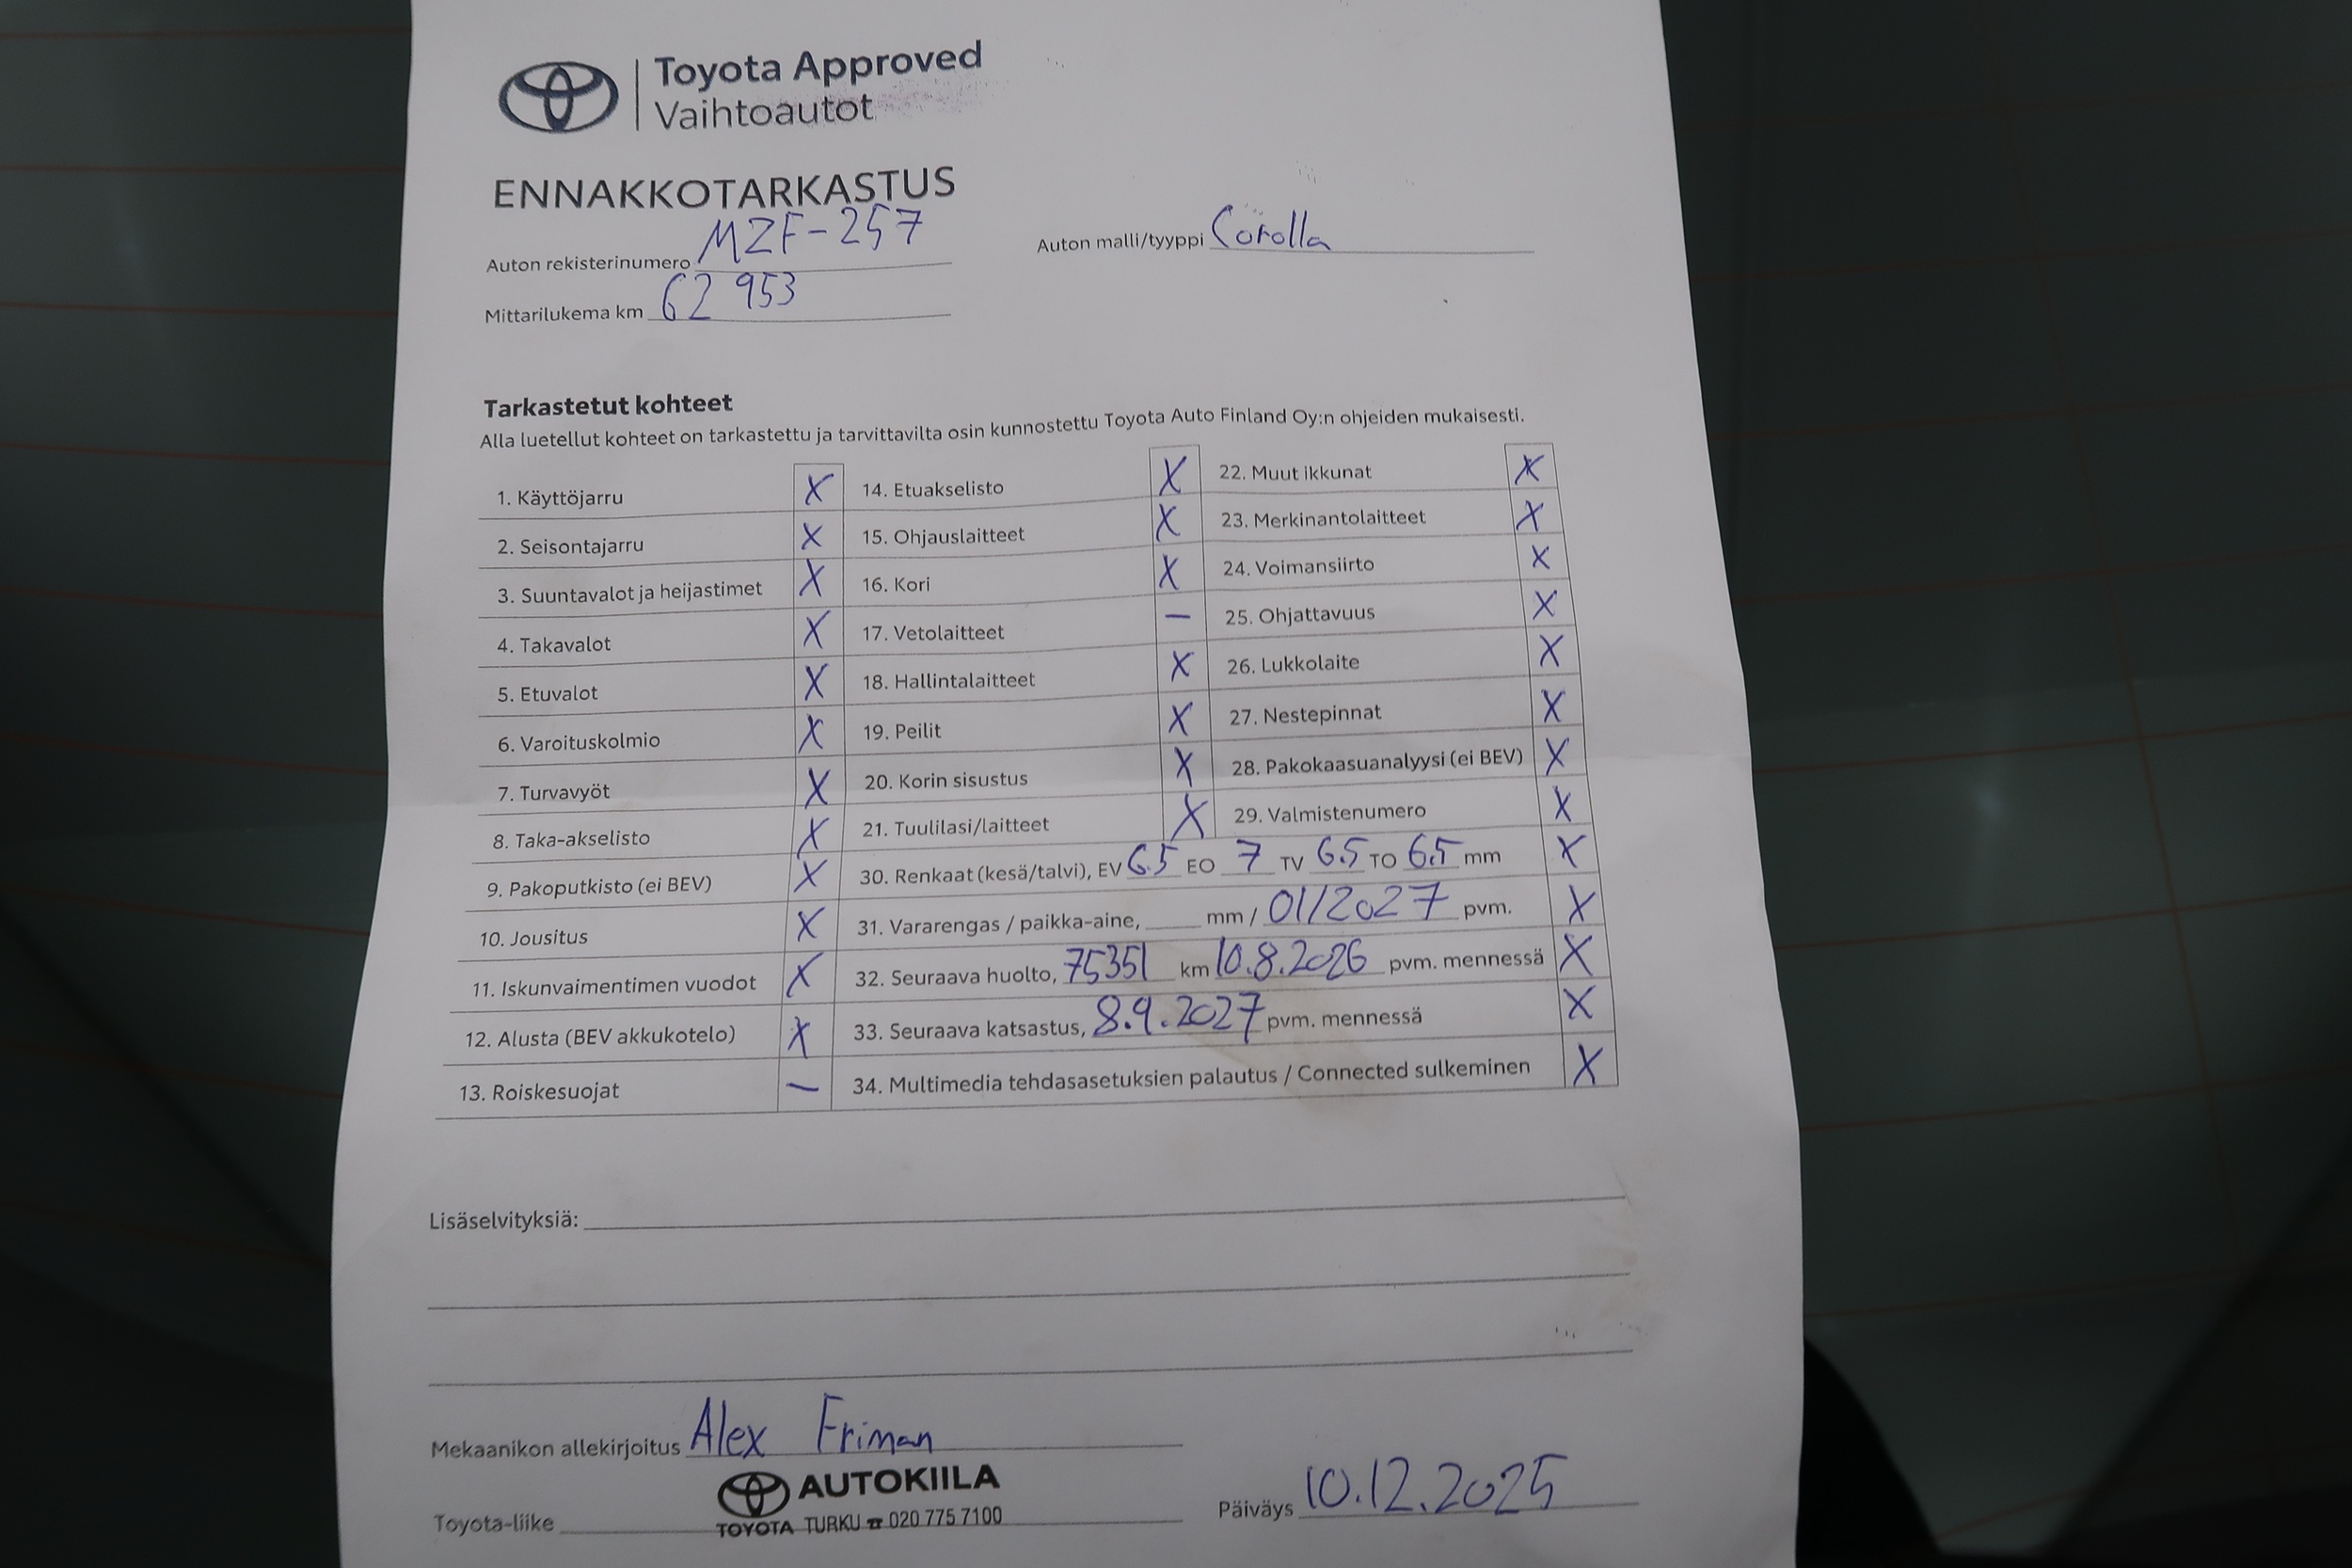 Toyota Approved
Vaihtoautot
ENNAKKOTARKASTUS
Auton rekisterinumero MZF-257
Auton malli/tyyppi Corolla
Mittarilukema km 62 953
Tarkastetut kohteet
Alla luetellut kohteet on tarkastettu ja tarvittavilta osin kunnostettu Toyota Auto Finland Oy:n ohjeiden mukaisesti.
1. Käyttöjarru X
2. Seisontajarru X
3. Suuntavalot ja heijastimet X
4. Takavalot X
5. Etuvalot X
6. Varoituskolmio X
7. Turvavyöt X
8. Taka-akselisto X
9. Pakoputkisto (ei BEV) X
10. Jousitus X
11. Iskunvaimentimen vuodot X
12. Alusta (BEV akkukotelo) X
13. Roiskesuojat –
14. Etuakselisto X
15. Ohjauslaitteet X
16. Kori X
17. Vetolaitteet –
18. Hallintalaitteet X
19. Peilit X
20. Korin sisustus X
21. Tuulilasi/laitteet X
22. Muut ikkunat X
23. Merkinantolaitteet X
24. Voimansiirto X
25. Ohjattavuus X
26. Lukkolaite X
27. Nestepinnat X
28. Pakokaasuanalyysi (ei BEV) X
29. Valmistenumero X
30. Renkaat (kesä/talvi), EV 6.5 EO 7 TV 6.5 TO 6.5 mm X
31. Vararengas / paikka-aine, ____ mm / 01/2027 pvm. X
32. Seuraava huolto, 75351 km 10.8.2026 pvm. mennessä X
33. Seuraava katsastus, 8.9.2027 pvm. mennessä X
34. Multimedia tehdasasetuksien palautus / Connected sulkeminen X
Lisäselvityksiä:
Mekaanikon allekirjoitus Alex Friman
AUTOKIILA
Toyota-liike TOYOTA TURKU ☎ 020 775 7100
Päiväys 10.12.2025